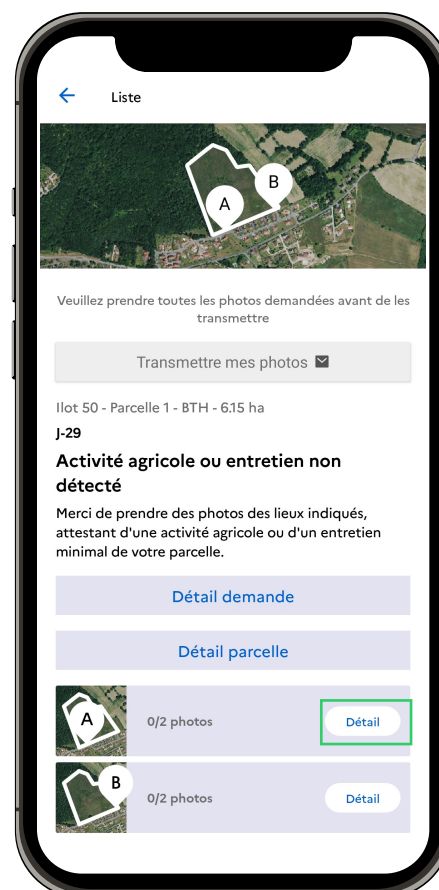 Liste
A
B
Veuillez prendre toutes les photos demandées avant de les
transmettre
Transmettre mes photos
Ilot 50 - Parcelle 1 - BTH - 6.15 ha
J-29
Activité agricole ou entretien non
détecté
Merci de prendre des photos des lieux indiqués,
attestant d'une activité agricole ou d'un entretien
minimal de votre parcelle.
Détail demande
Détail parcelle
A
0/2 photos
Détail
B
0/2 photos
Détail